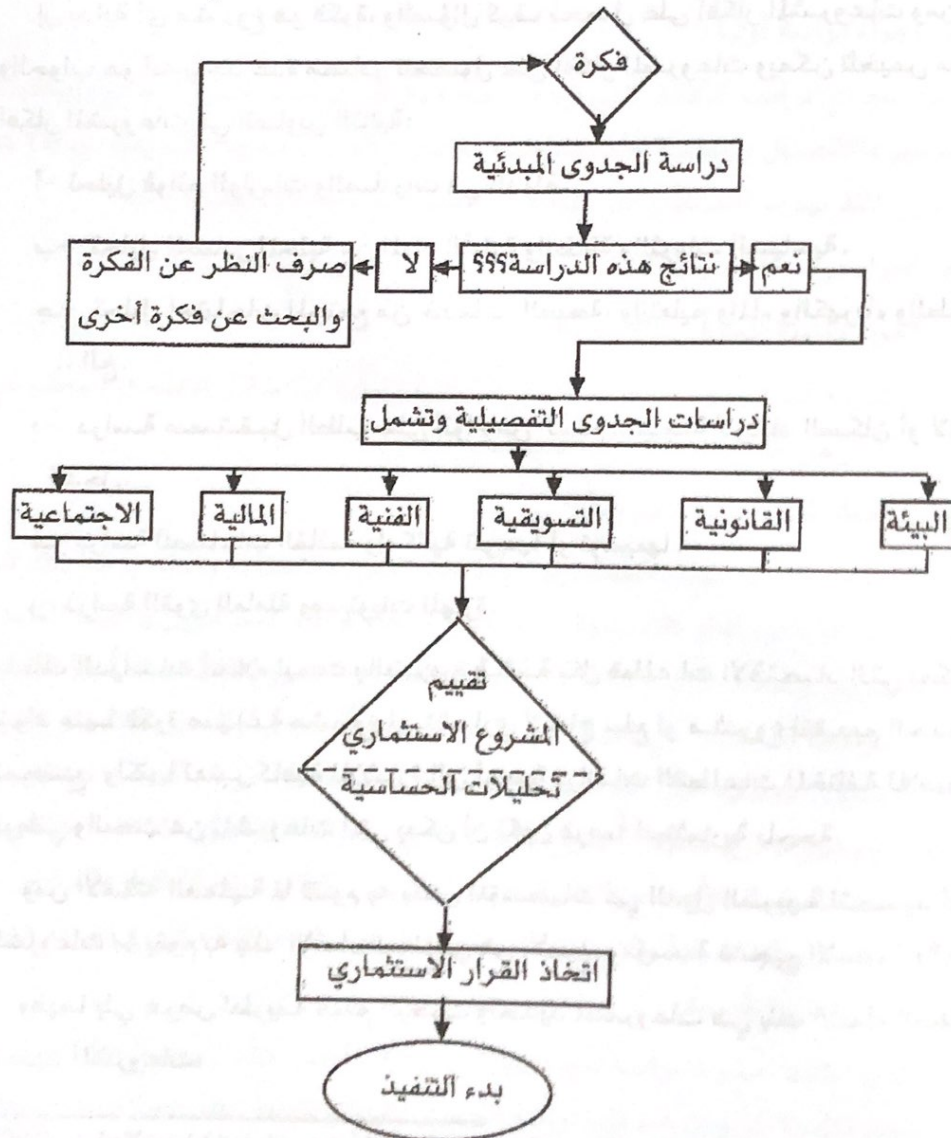 فكرة
دراسة الجدوى المبدئية
نعم
نتائج هذه الدراسة؟؟؟؟
لا
صرف النظر عن الفكرة
والبحث عن فكرة أخرى
دراسات الجدوى التفصيلية وتشمل
البيئة
القانونية
التسويقية
الفنية
المالية
الاجتماعية
تقييم
المشروع الاستثماري
تحليلات الحساسية
اتخاذ القرار الاستثماري
بدء التنفيذ